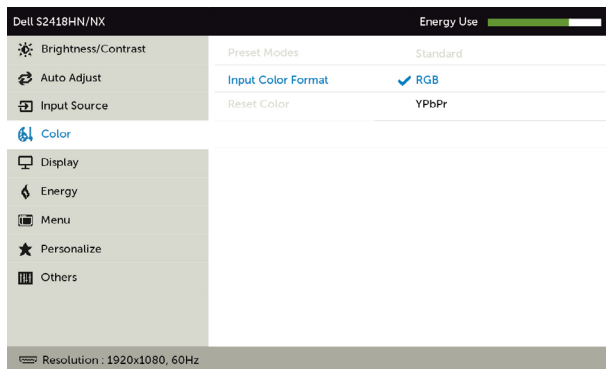 Dell S2418HN/NX Energy Use
Brightness/Contrast
Auto Adjust
Input Source
Color
Display
Energy
Menu
Personalize
Others
Preset Modes Standard
Input Color Format RGB
Reset Color YPbPr
Resolution : 1920x1080, 60Hz